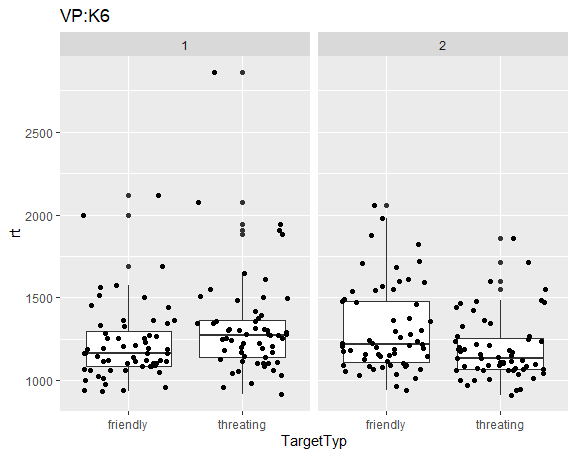 VP:K6
1 2
rt
2500
2000
1500
1000
friendly threating friendly threating
TargetTyp